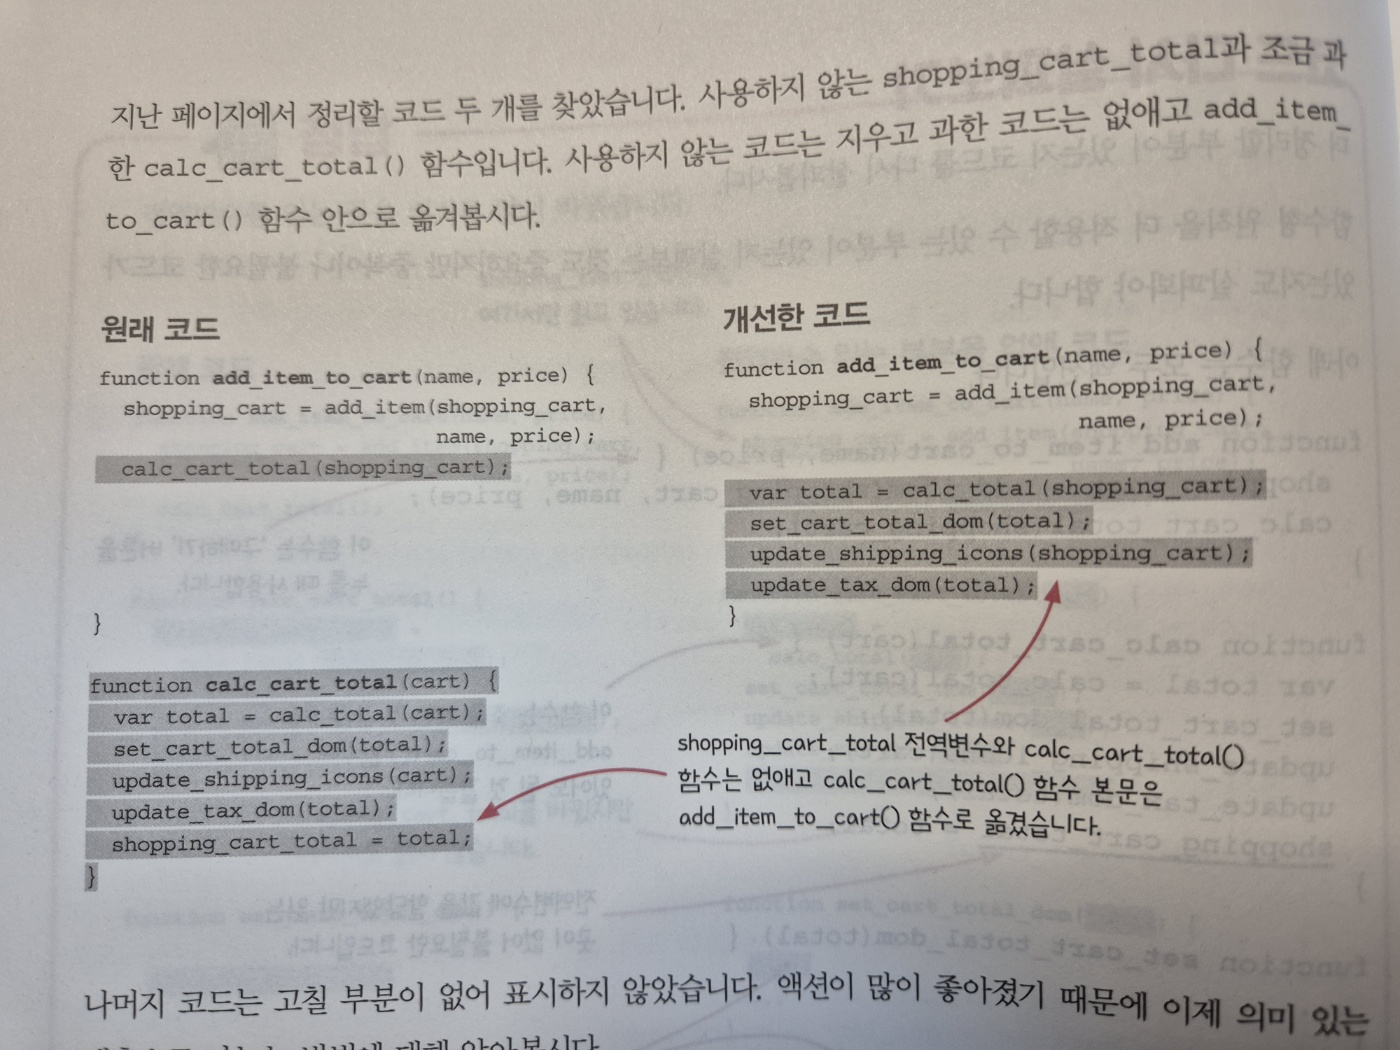 지난 페이지에서 정리할 코드 두 개를 찾았습니다. 사용하지 않는 shopping_cart_total과 조금 과
한 calc_cart_total() 함수입니다. 사용하지 않는 코드는 지우고 과한 코드는 없애고 add_item_
to_cart() 함수 안으로 옮겨봅시다.
원래 코드
function add_item_to_cart(name, price) {
shopping_cart = add_item(shopping_cart,
name, price);
calc_cart_total(shopping_cart);
}
function calc_cart_total(cart) {
var total = calc_total(cart);
set_cart_total_dom(total);
update_shipping_icons(cart);
update_tax_dom(total);
shopping_cart_total = total;
}
개선한 코드
function add_item_to_cart(name, price) {
shopping_cart = add_item(shopping_cart,
name, price);
var total = calc_total(shopping_cart);
set_cart_total_dom(total);
update_shipping_icons(shopping_cart);
update_tax_dom(total);
}
shopping_cart_total 전역변수와 calc_cart_total()
함수는 없애고 calc_cart_total() 함수 본문은
add_item_to_cart() 함수로 옮겼습니다.
나머지 코드는 고칠 부분이 없어 표시하지 않았습니다. 액션이 많이 좋아졌기 때문에 이제 의미 있는